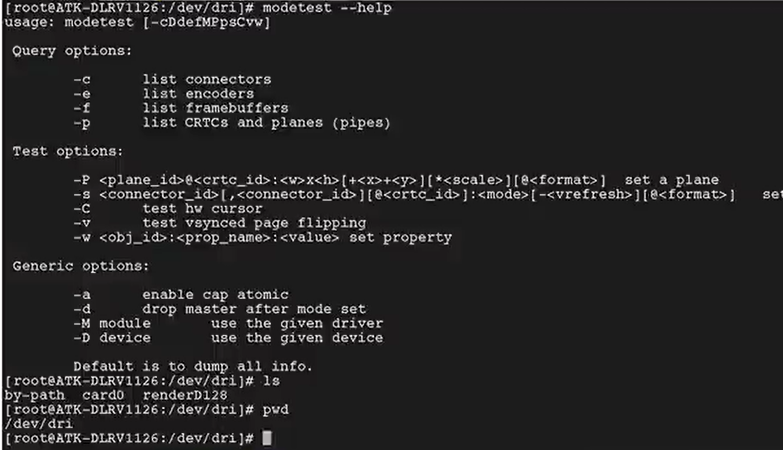 [root@ATK-DLRV1126:/dev/dri]# modetest --help
usage: modetest [-cDdefMPpsCvw]
Query options:
-c list connectors
-e list encoders
-f list framebuffers
-p list CRTCs and planes (pipes)
Test options:
-P <plane_id>@<crtc_id>:<w>x<h>[+<x>+<y>][*<scale>][@<format>] set a plane
-s <connector_id>[,<connector_id>][@<crtc_id>]:<mode>[-<vrefresh>][@<format>] set
-C test hw cursor
-v test vsynced page flipping
-w <obj_id>:<prop_name>:<value> set property
Generic options:
-a enable cap atomic
-d drop master after mode set
-M module use the given driver
-D device use the given device
Default is to dump all info.
[root@ATK-DLRV1126:/dev/dri]# ls
by-path card0 renderD128
[root@ATK-DLRV1126:/dev/dri]# pwd
/dev/dri
[root@ATK-DLRV1126:/dev/dri]#